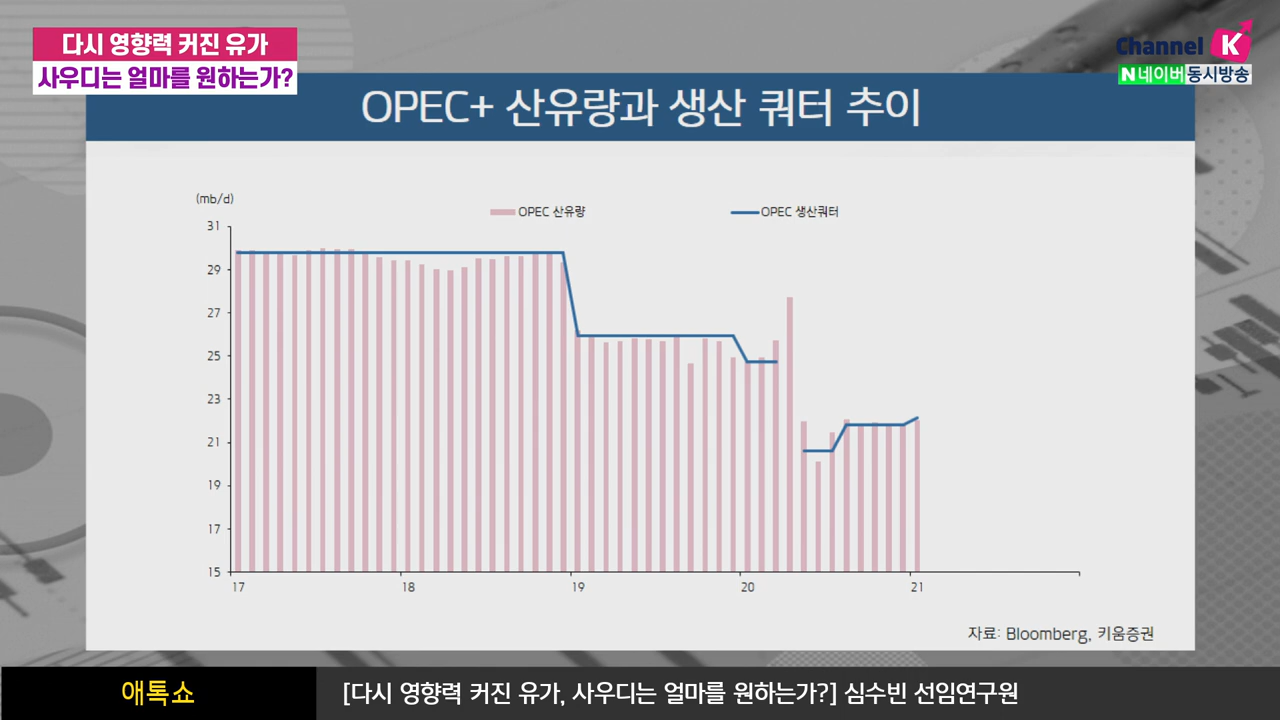 다시 영향력 커진 유가
사우디는 얼마를 원하는가?
Channel K
N 네이버 동시방송
OPEC+ 산유량과 생산 쿼터 추이
(mb/d)
OPEC 산유량
OPEC 생산쿼터
31
29
27
25
23
21
19
17
15
17 18 19 20 21
자료: Bloomberg, 키움증권
애톡쇼
[다시 영향력 커진 유가, 사우디는 얼마를 원하는가?] 심수빈 선임연구원